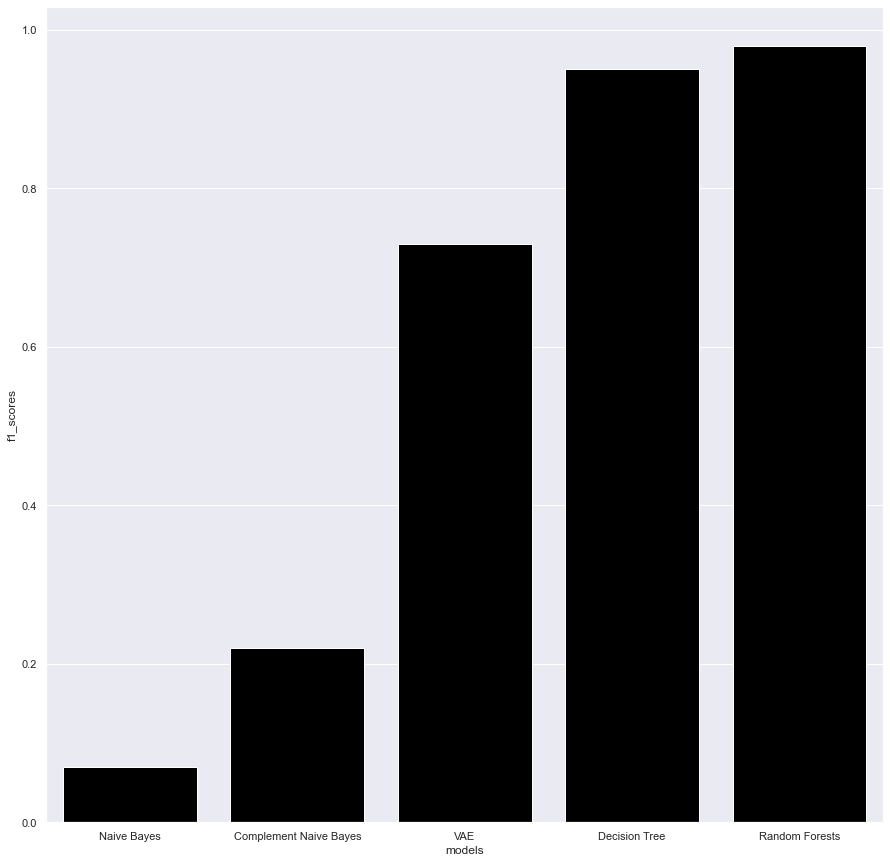 1.0
0.8
0.6
0.4
0.2
0.0
f1_scores
Naive Bayes
Complement Naive Bayes
VAE
Decision Tree
Random Forests
models